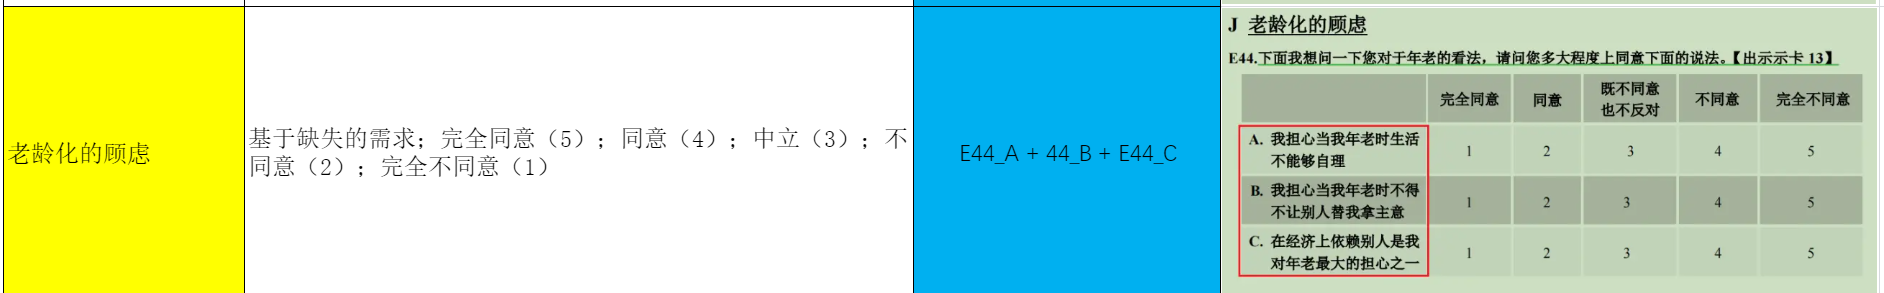 老龄化的顾虑
基于缺失的需求；完全同意（5）；同意（4）；中立（3）；不
同意（2）；完全不同意（1）
E44_A + 44_B + E44_C
J 老龄化的顾虑
E44.下面我想问一下您对于年老的看法，请问您多大程度上同意下面的说法。【出示示卡 13】
完全同意 同意 既不同意 不同意 完全不同意
也不反对
A. 我担心当我年老时生活
不能够自理
1 2 3 4 5
B. 我担心当我年老时不得
不让别人替我拿主意
1 2 3 4 5
C. 在经济上依赖别人是我
对年老最大的担心之一
1 2 3 4 5